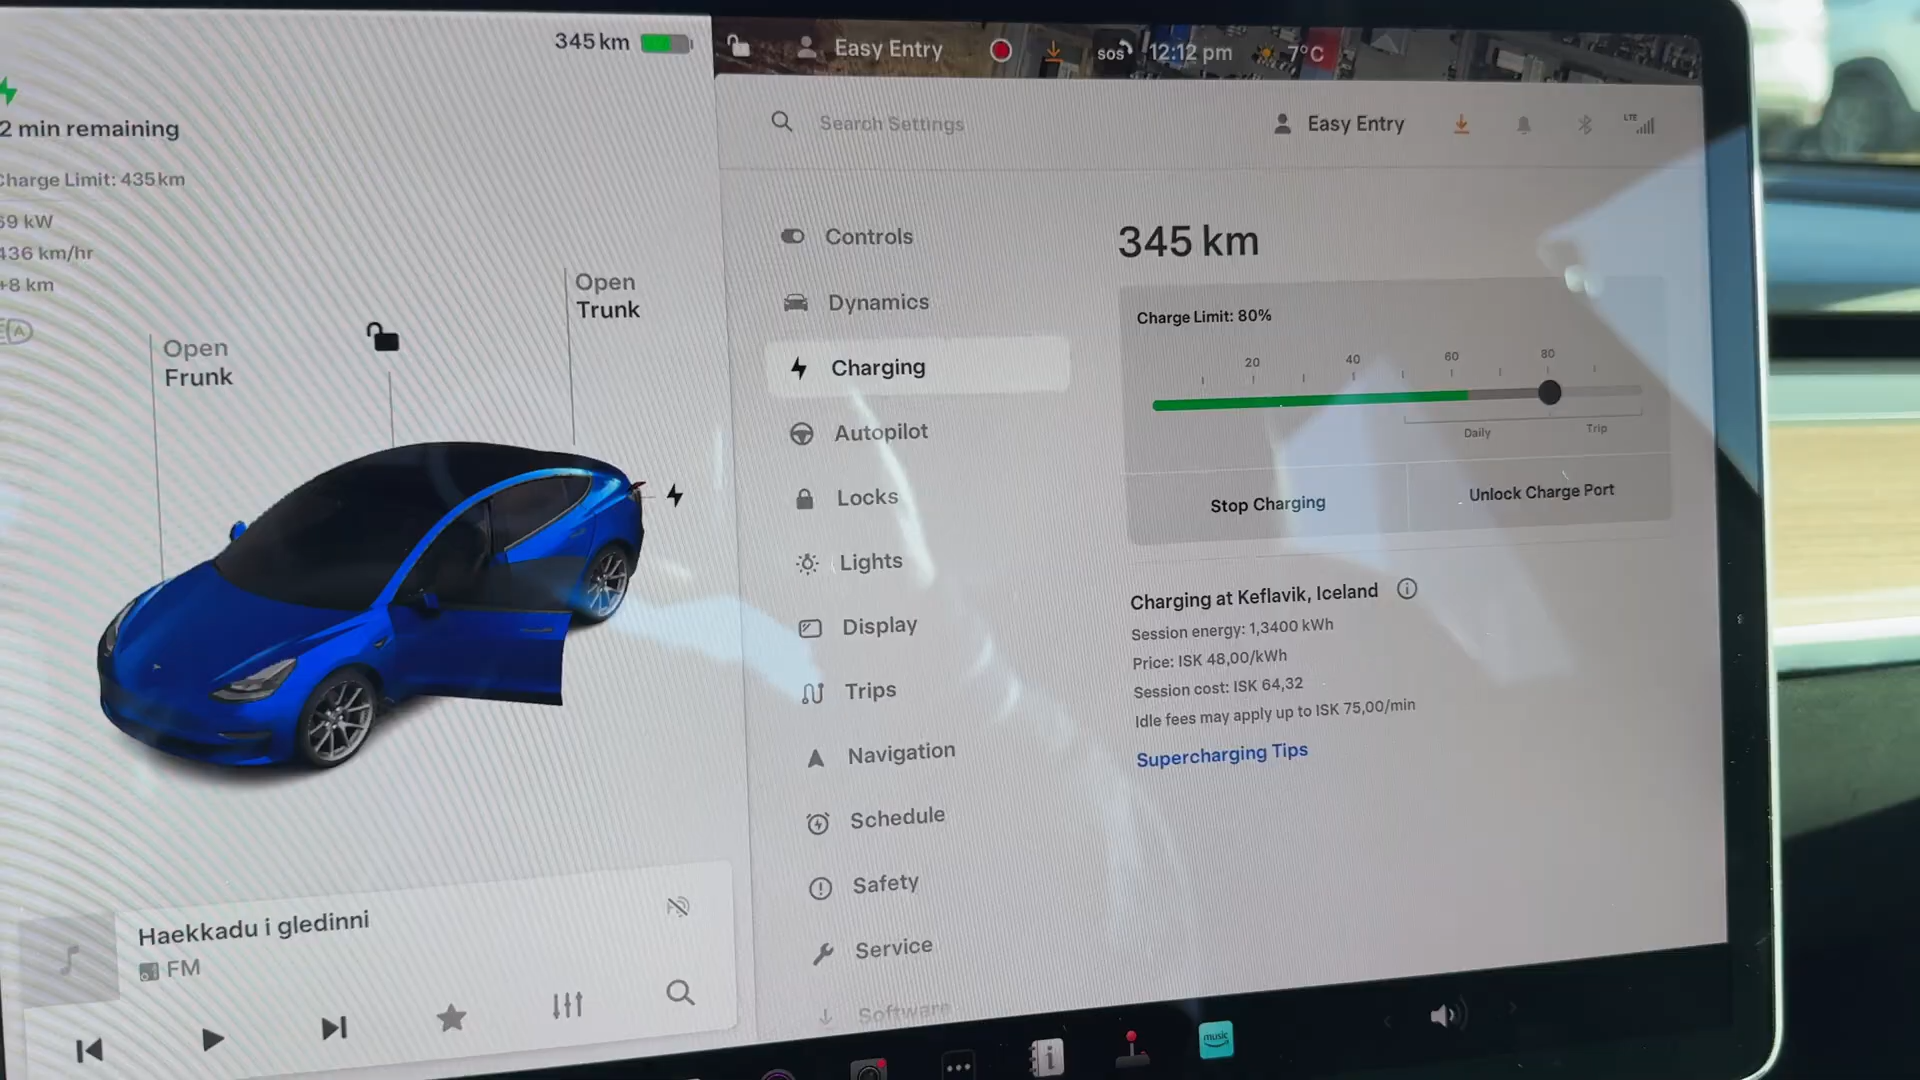 345 km
2 min remaining
Charge Limit: 435 km
69 kW
436 km/hr
+8 km
Open
Trunk
Open
Frunk
Haekkadu i gledinni
FM
Easy Entry
SOS
12:12 pm
7°C
Search Settings
Easy Entry
LTE
Controls
Dynamics
Charging
Autopilot
Locks
Lights
Display
Trips
Navigation
Schedule
Safety
Service
Software
345 km
Charge Limit: 80%
20 40 60 80
Daily Trip
Stop Charging
Unlock Charge Port
Charging at Keflavik, Iceland
Session energy: 1,3400 kWh
Price: ISK 48,00/kWh
Session cost: ISK 64,32
Idle fees may apply up to ISK 75,00/min
Supercharging Tips
music